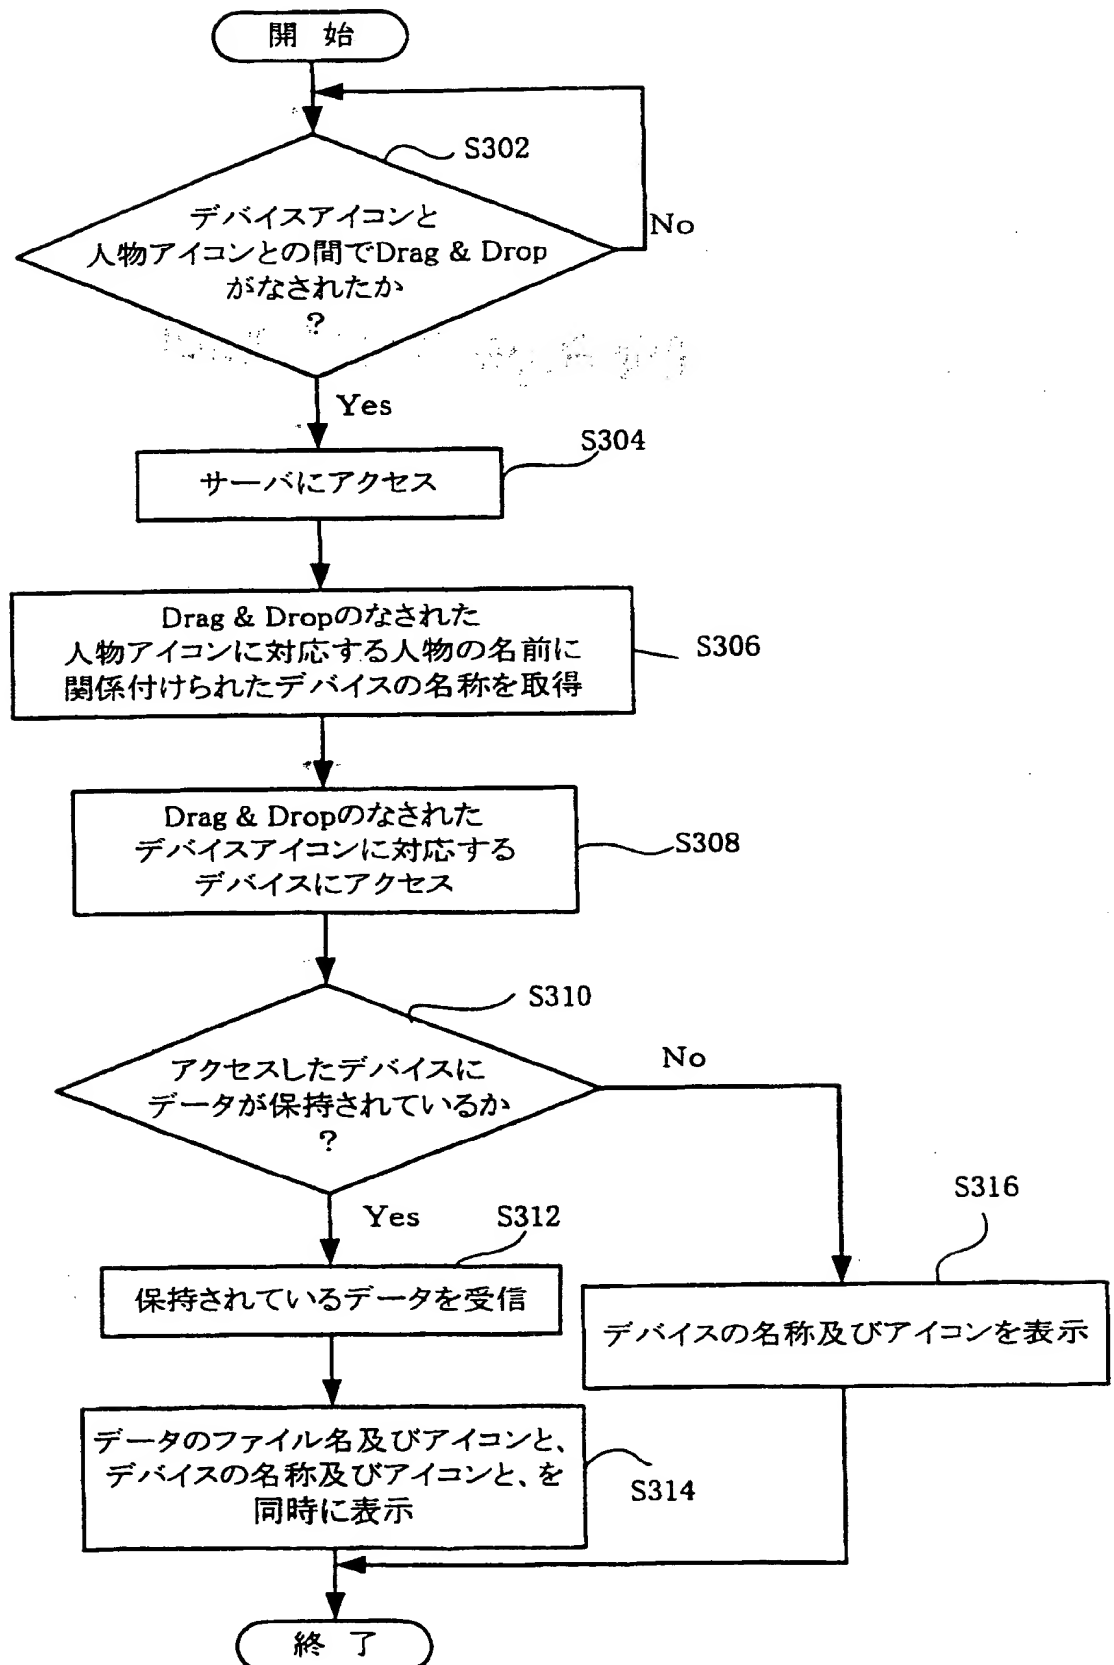 開 始
S302
デバイスアイコンと
人物アイコンとの間でDrag & Drop
がなされたか
?
No
Yes
S304
サーバにアクセス
Drag & Dropのなされた
人物アイコンに対応する人物の名前に
関係付けられたデバイスの名称を取得
S306
Drag & Dropのなされた
デバイスアイコンに対応する
デバイスにアクセス
S308
S310
アクセスしたデバイスに
データが保持されているか
?
No
Yes
S312
S316
保持されているデータを受信
デバイスの名称及びアイコンを表示
データのファイル名及びアイコンと、
デバイスの名称及びアイコンと、を
同時に表示
S314
終 了